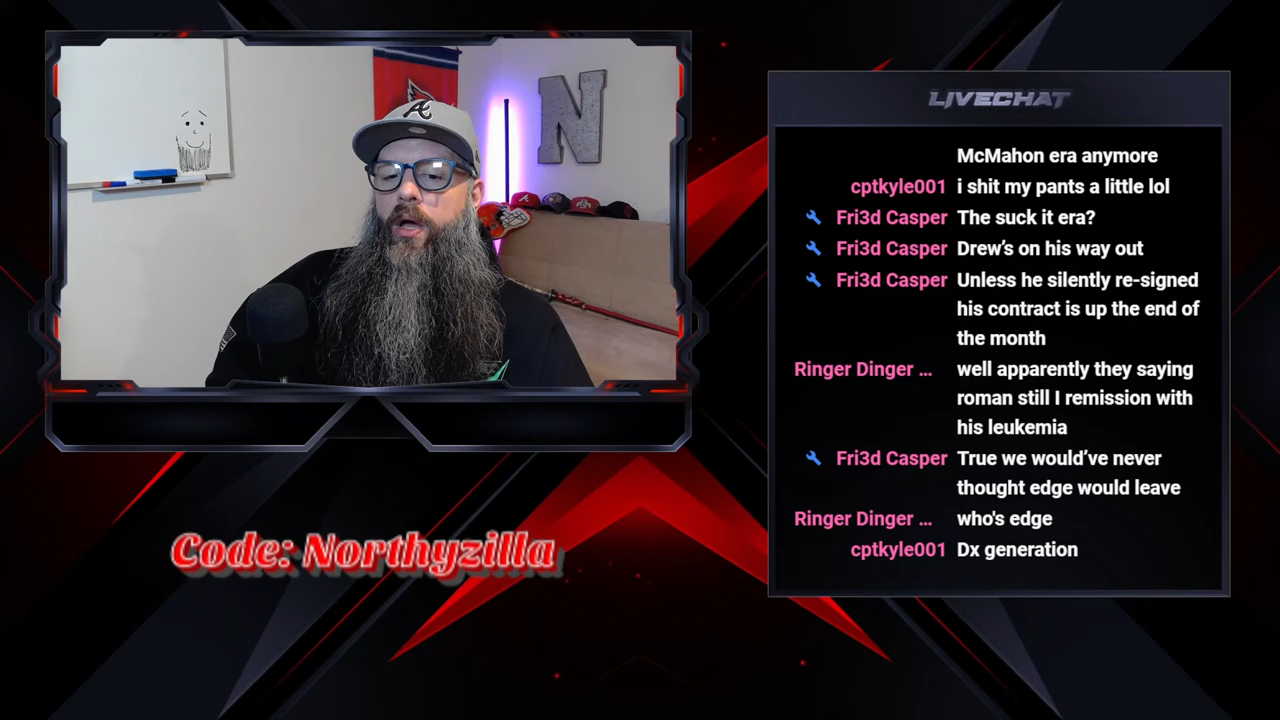 A
N
LIVECHAT
McMahon era anymore
cptkyle001 i shit my pants a little lol
Fri3d Casper The suck it era?
Fri3d Casper Drew’s on his way out
Fri3d Casper Unless he silently re-signed
his contract is up the end of
the month
Ringer Dinger ... well apparently they saying
roman still I remission with
his leukemia
Fri3d Casper True we would’ve never
thought edge would leave
Ringer Dinger ... who's edge
cptkyle001 Dx generation
Code: Northyzilla